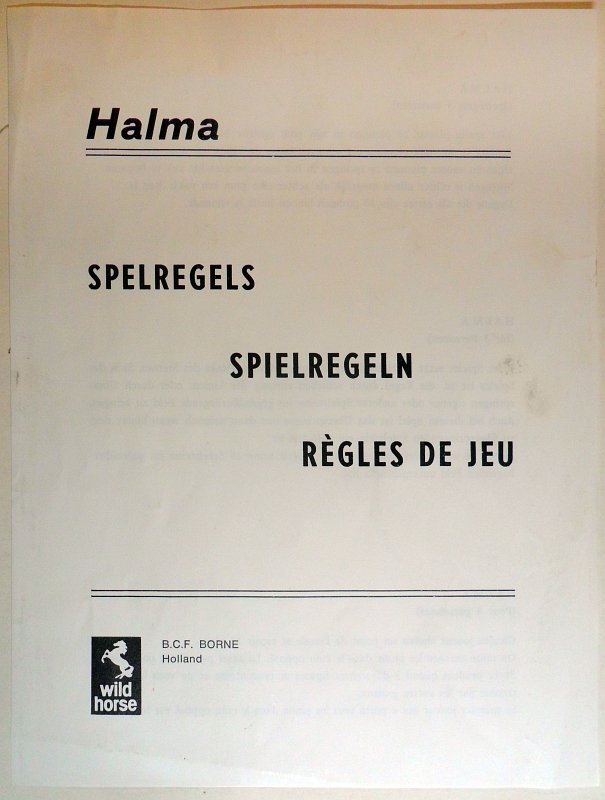 Halma
SPELREGELS
SPIELREGELN
RÈGLES DE JEU
wild
horse
B.C.F. BORNE
Holland